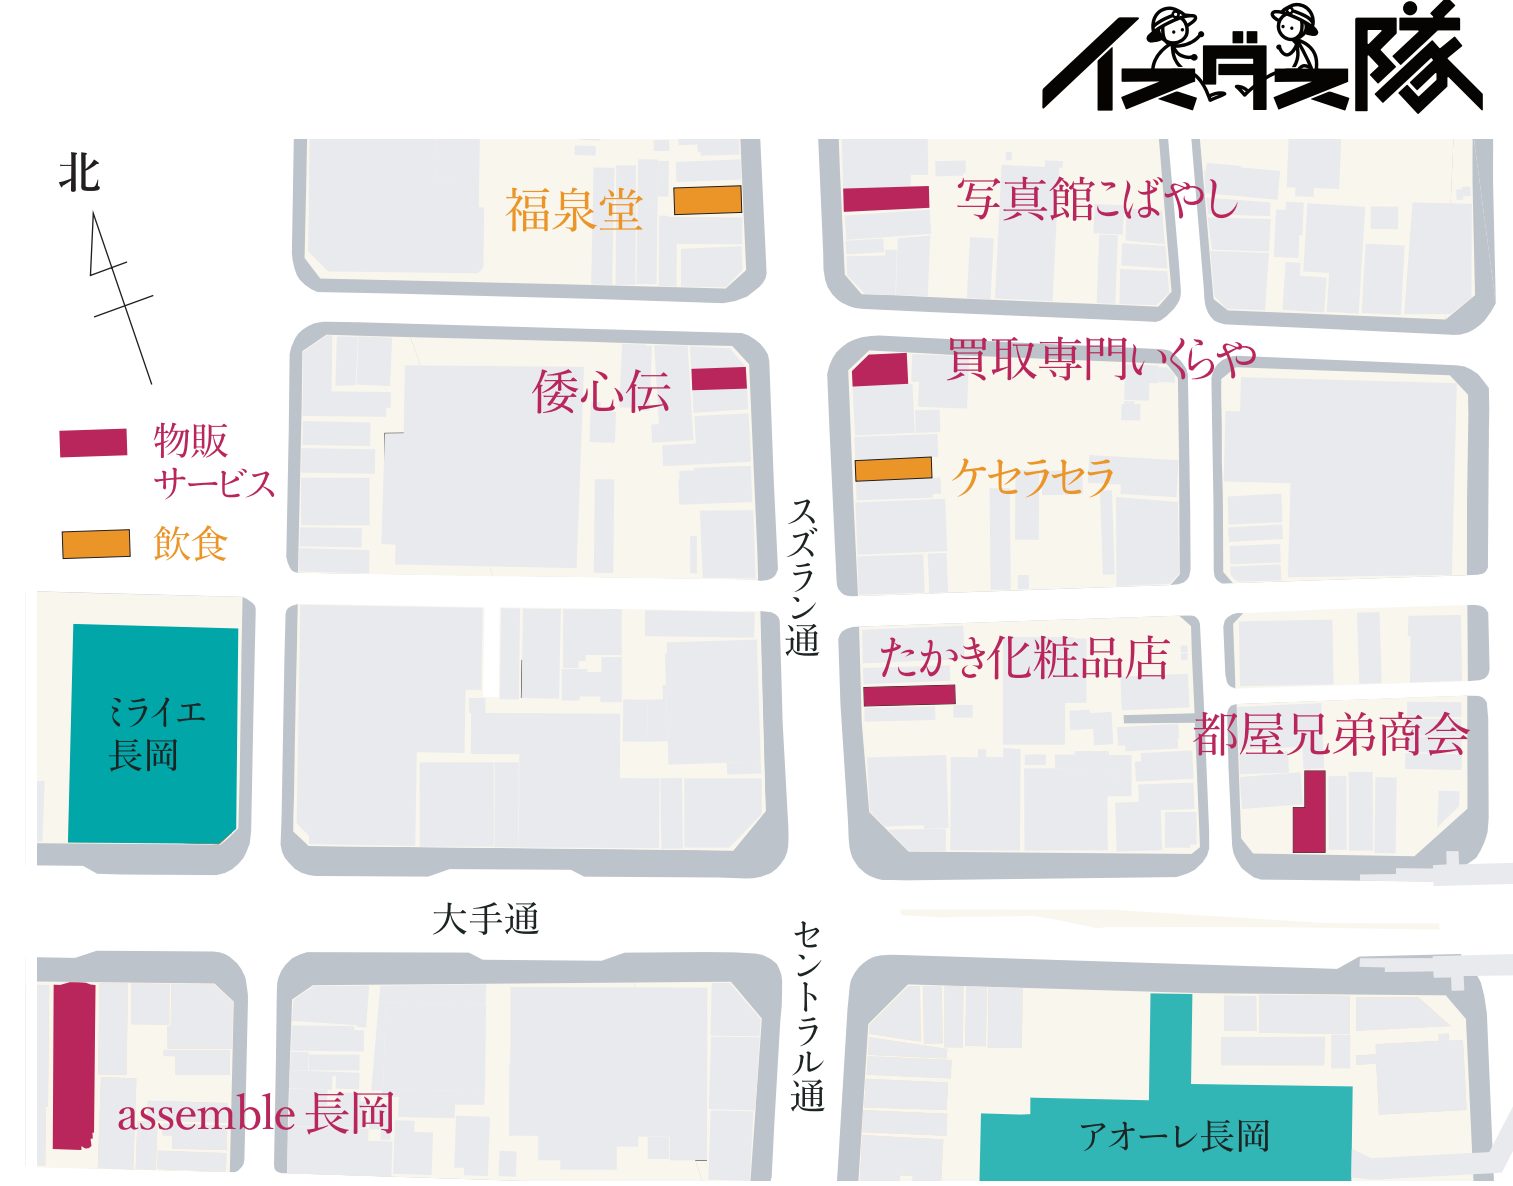 イスダス隊
北
福泉堂
写真館こばやし
買取専門いくらや
倭心伝
物販
サービス
ケセラセラ
飲食
スズラン通
たかき化粧品店
ミライエ
長岡
都屋兄弟商会
大手通
セントラル通
assemble 長岡
アオーレ長岡